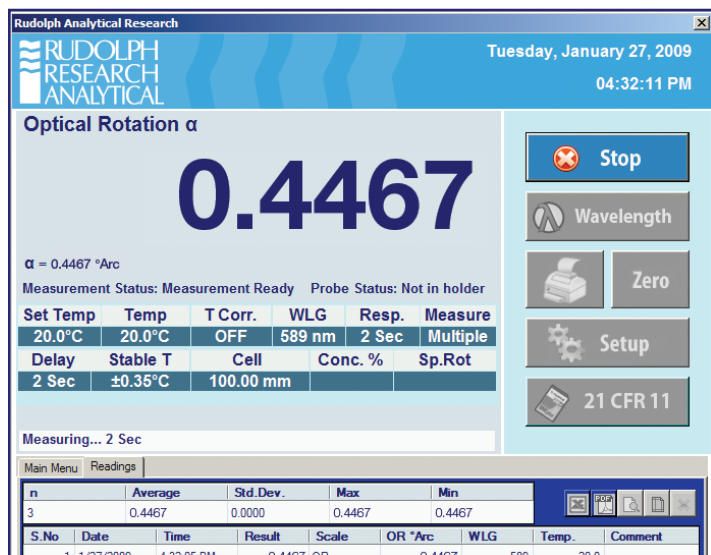 Rudolph Analytical Research
RUDOLPH
RESEARCH
ANALYTICAL
Tuesday, January 27, 2009
04:32:11 PM
Optical Rotation α
0.4467
α = 0.4467 °Arc
Measurement Status: Measurement Ready Probe Status: Not in holder
Set Temp Temp T Corr. WLG Resp. Measure
20.0°C 20.0°C OFF 589 nm 2 Sec Multiple
Delay Stable T Cell Conc. % Sp.Rot
2 Sec ±0.35°C 100.00 mm
Measuring... 2 Sec
Stop
Wavelength
Zero
Setup
21 CFR 11
Main Menu Readings
n Average Std.Dev. Max Min
3 0.4467 0.0000 0.4467 0.4467
PDF
S.No Date Time Result Scale OR °Arc WLG Temp. Comment